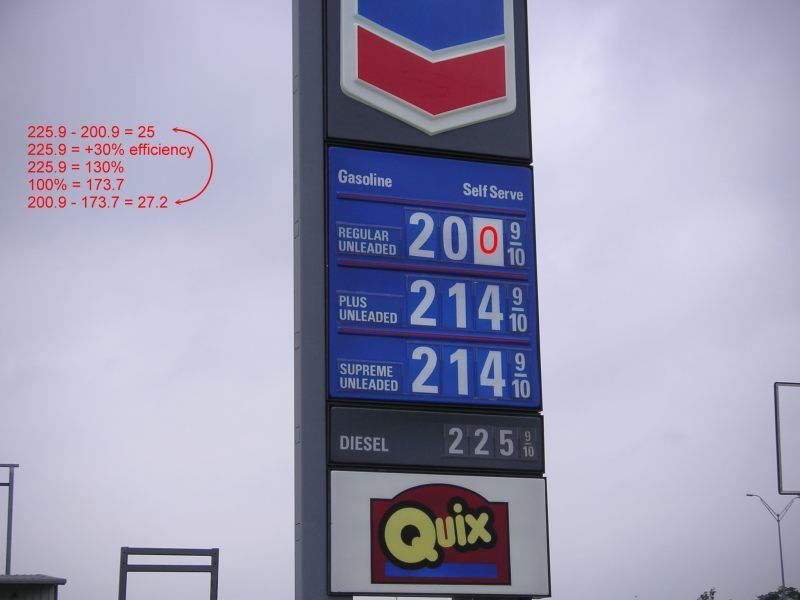 225.9 - 200.9 = 25
225.9 = +30% efficiency
225.9 = 130%
100% = 173.7
200.9 - 173.7 = 27.2
Gasoline
Self Serve
REGULAR
UNLEADED
200 9/10
PLUS
UNLEADED
214 9/10
SUPREME
UNLEADED
214 9/10
DIESEL
225 9/10
Quix